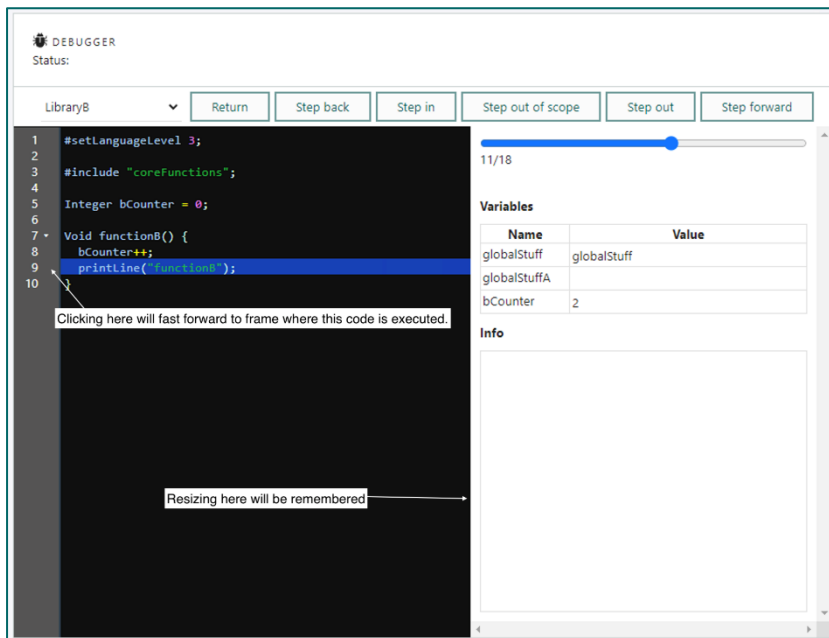 DEBUGGER
Status:
LibraryB
Return
Step back
Step in
Step out of scope
Step out
Step forward
1 #setLanguageLevel 3;
2
3 #include "coreFunctions";
4
5 Integer bCounter = 0;
6
7 Void functionB() {
8 bCounter++;
9 printLine("functionB");
10 }
Clicking here will fast forward to frame where this code is executed.
Resizing here will be remembered
11/18
Variables
Name Value
globalStuff globalStuff
globalStuffA
bCounter 2
Info